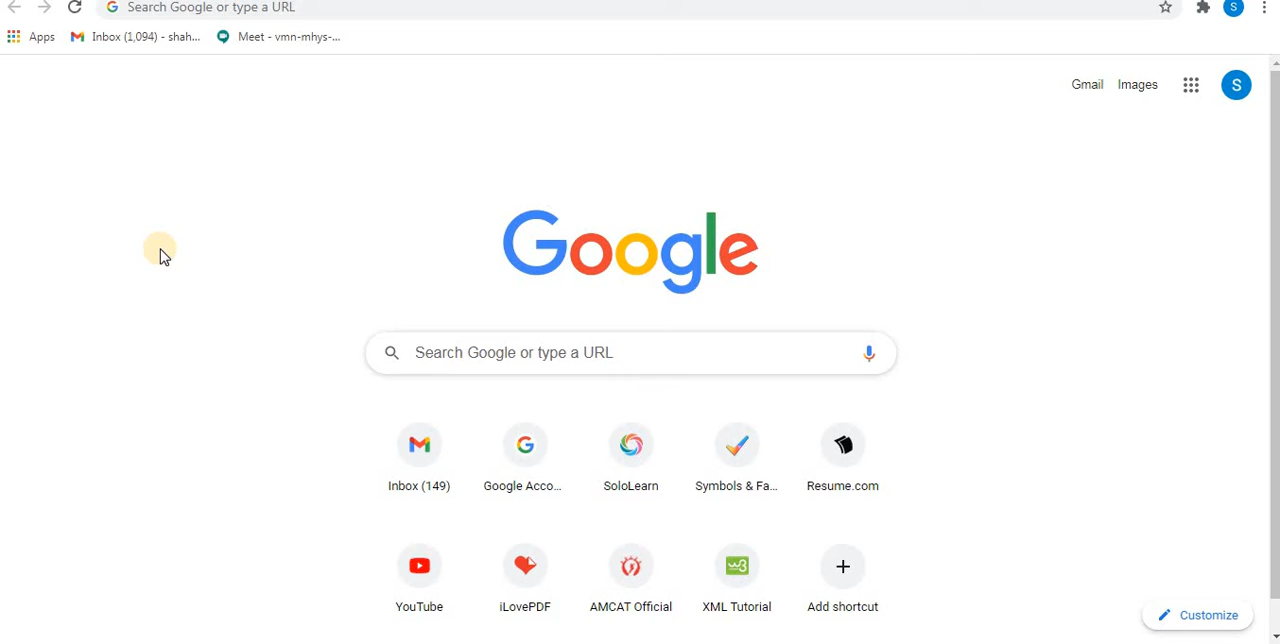 Search Google or type a URL
S
Apps
Inbox (1,094) - shah...
Meet - vmn-mhys-...
Gmail
Images
S
Google
Search Google or type a URL
Inbox (149)
Google Acco...
SoloLearn
Symbols & Fa...
Resume.com
YouTube
iLovePDF
AMCAT Official
XML Tutorial
Add shortcut
Customize